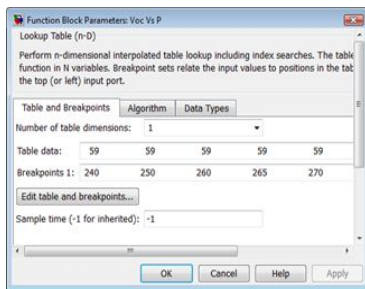 Function Block Parameters: Voc Vs P
Lookup Table (n-D)
Perform n-dimensional interpolated table lookup including index searches. The table
function in N variables. Breakpoint sets relate the input values to positions in the tab
the top (or left) input port.
Table and Breakpoints Algorithm Data Types
Number of table dimensions: 1
Table data: 59 59 59 59 59
Breakpoints 1: 240 250 260 265 270
Edit table and breakpoints...
Sample time (-1 for inherited): -1
OK Cancel Help Apply